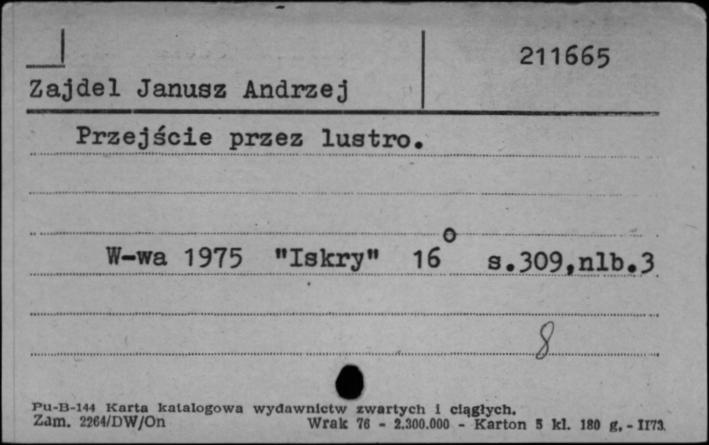 211665
Zajdel Janusz Andrzej
Przejście przez lustro.
W-wa 1975 "Iskry" 16° s.309,nlb.3
8
Pu-B-144 Karta katalogowa wydawnictw zwartych i ciągłych.
Zam. 2264/DW/On Wrak 76 - 2.300.000 - Karton 5 kl. 180 g. - II73.